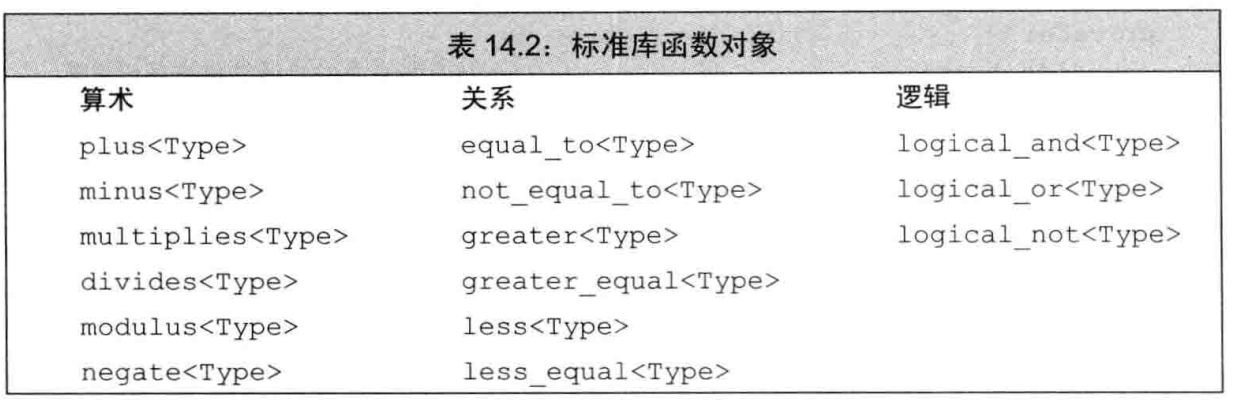 表 14.2：标准库函数对象
算术 关系 逻辑
plus<Type> equal_to<Type> logical_and<Type>
minus<Type> not_equal_to<Type> logical_or<Type>
multiplies<Type> greater<Type> logical_not<Type>
divides<Type> greater_equal<Type>
modulus<Type> less<Type>
negate<Type> less_equal<Type>